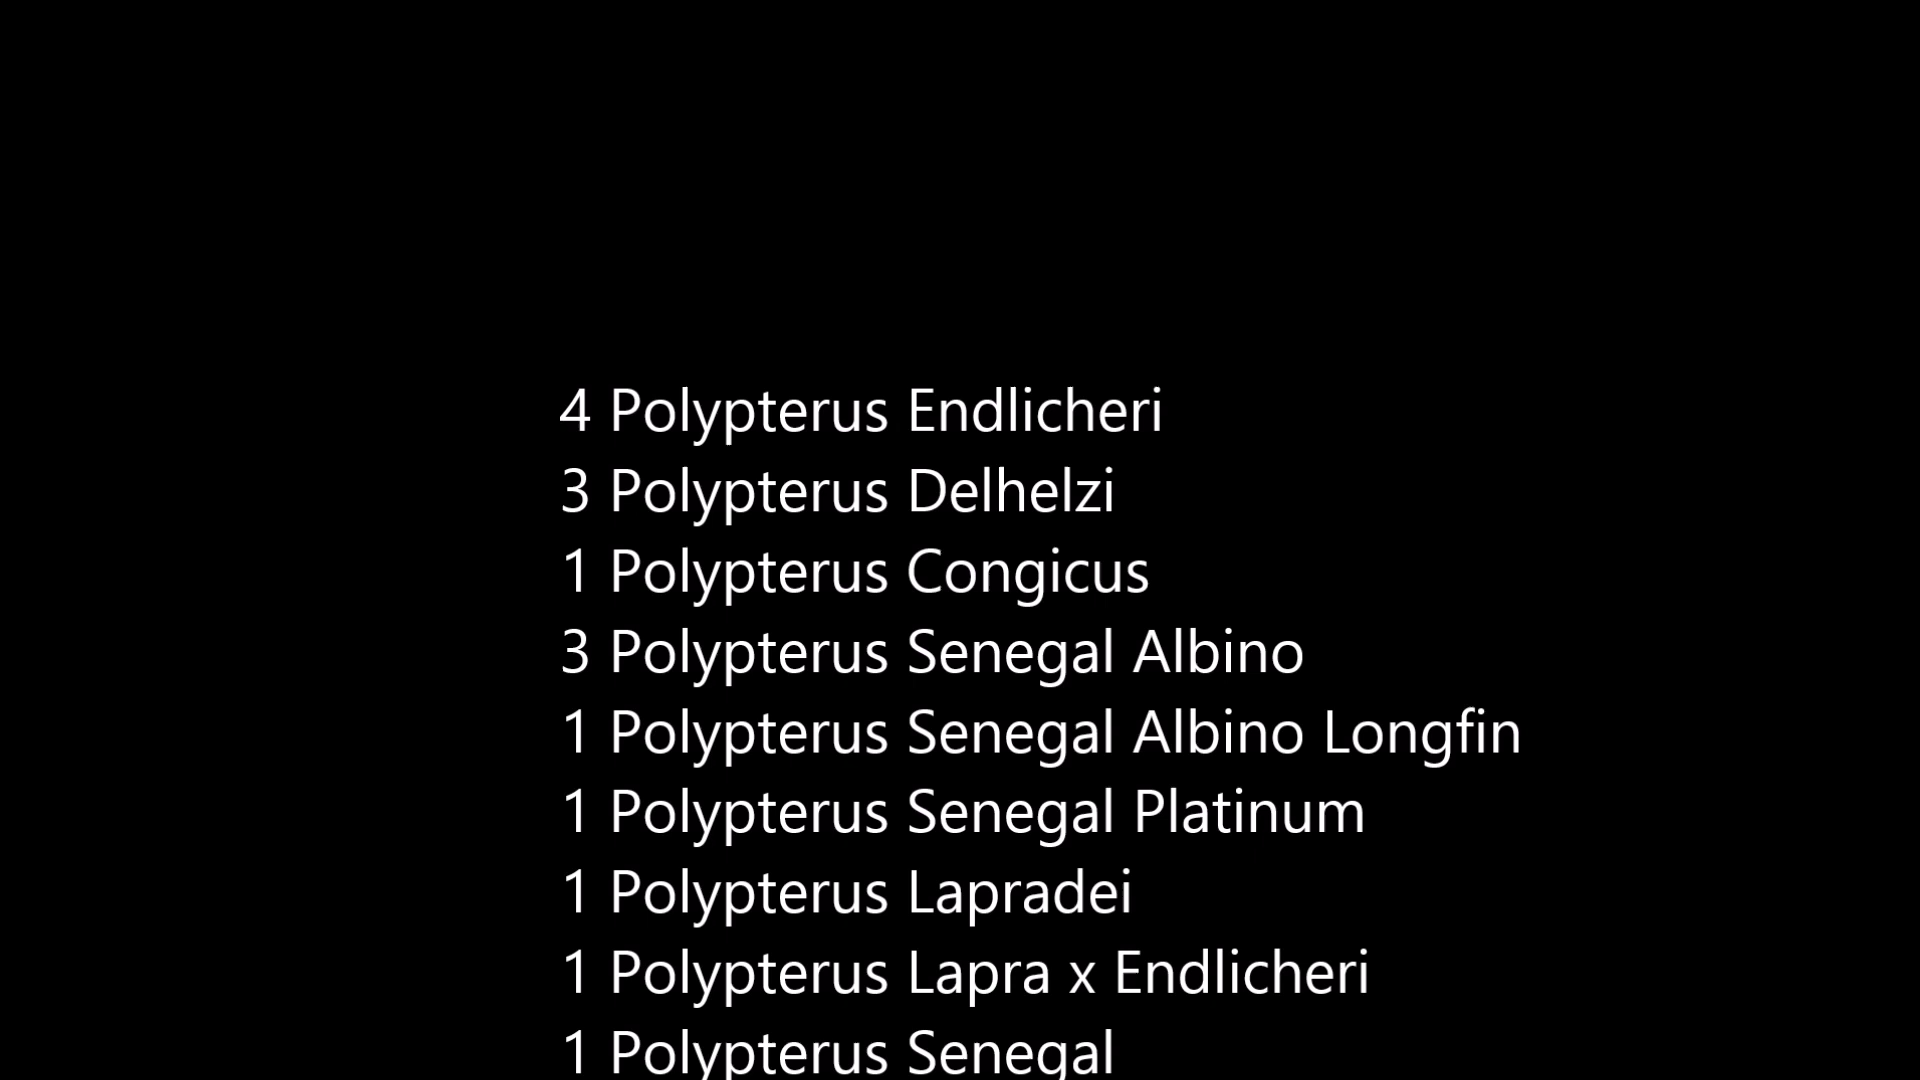 4 Polypterus Endlicheri
3 Polypterus Delhelzi
1 Polypterus Congicus
3 Polypterus Senegal Albino
1 Polypterus Senegal Albino Longfin
1 Polypterus Senegal Platinum
1 Polypterus Lapradei
1 Polypterus Lapra x Endlicheri
1 Polypterus Senegal